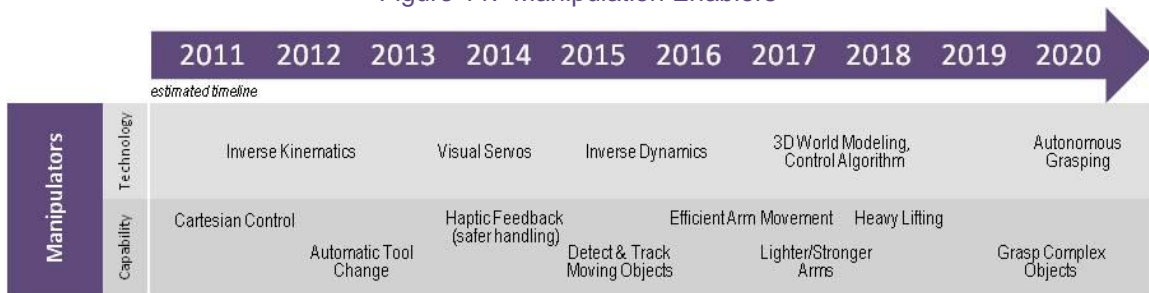 2011 2012 2013 2014 2015 2016 2017 2018 2019 2020
estimated timeline
Manipulators
Technology
Inverse Kinematics
Visual Servos
Inverse Dynamics
3D World Modeling,
Control Algorithm
Autonomous
Grasping
Capability
Cartesian Control
Automatic Tool
Change
Haptic Feedback
(safer handling)
Detect & Track
Moving Objects
Efficient Arm Movement
Lighter/Stronger
Arms
Heavy Lifting
Grasp Complex
Objects